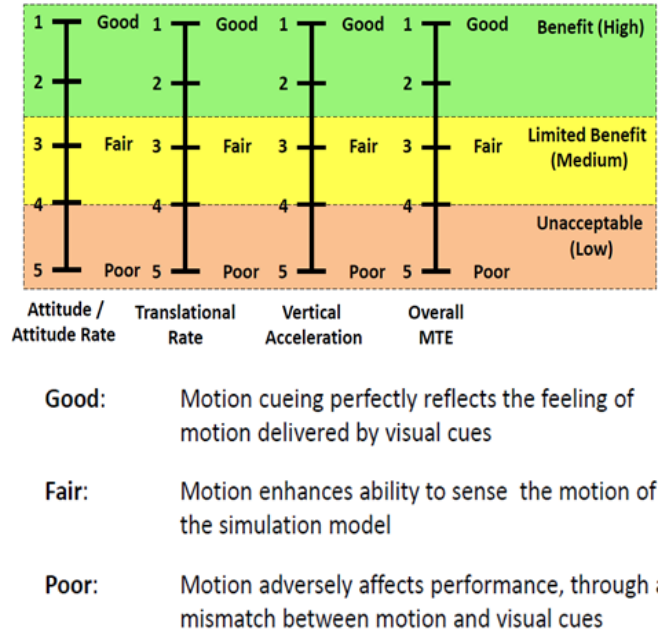 1 Good 1 Good 1 Good 1 Good Benefit (High)
2 2 2 2
3 Fair 3 Fair 3 Fair 3 Fair Limited Benefit
(Medium)
4 4 4 4
Unacceptable
(Low)
5 Poor 5 Poor 5 Poor 5 Poor
Attitude / Translational Vertical Overall
Attitude Rate Rate Acceleration MTE
Good: Motion cueing perfectly reflects the feeling of
motion delivered by visual cues
Fair: Motion enhances ability to sense the motion of
the simulation model
Poor: Motion adversely affects performance, through a
mismatch between motion and visual cues